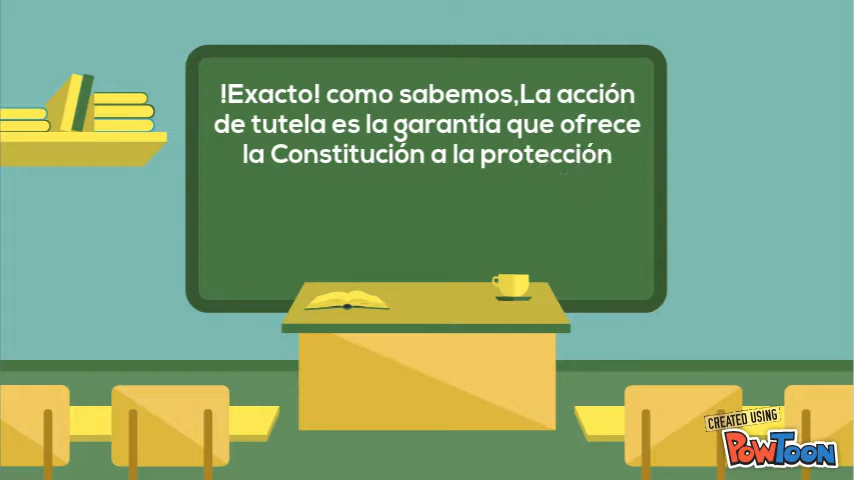 !Exacto! como sabemos,La acción
de tutela es la garantía que ofrece
la Constitución a la protección
CREATED USING
POWTOON